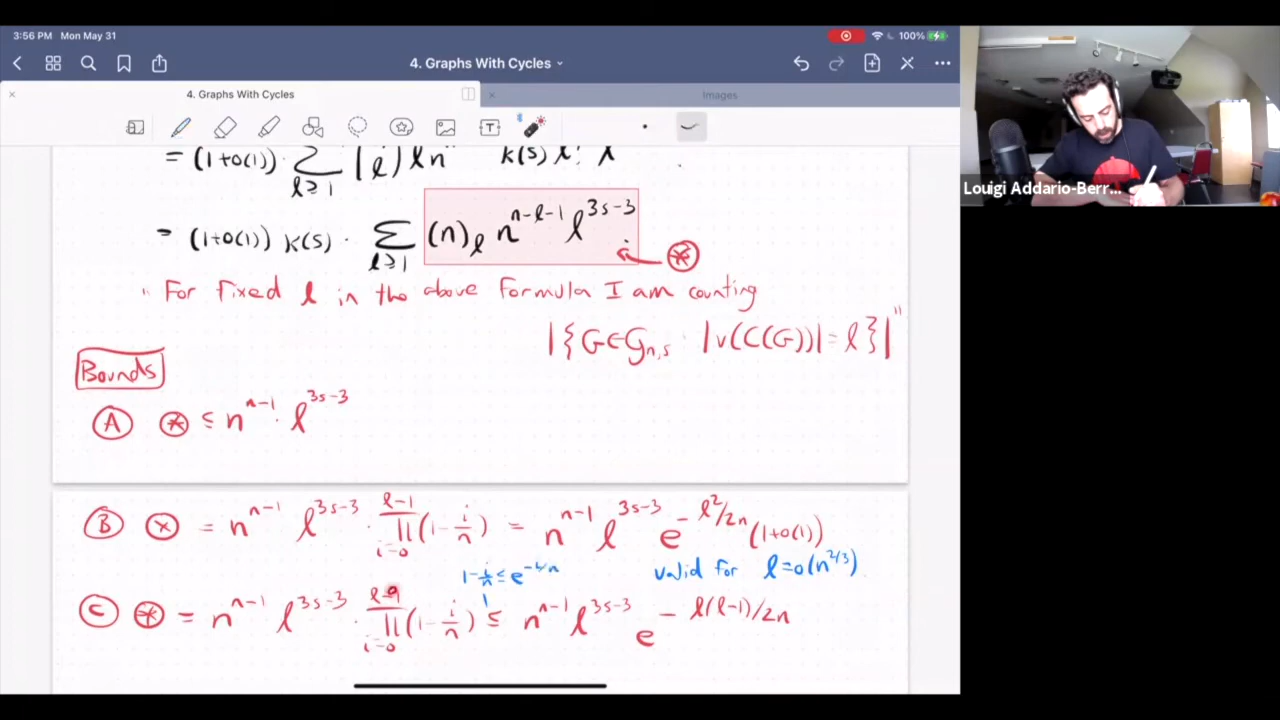 3:56 PM Mon May 31
100%
4. Graphs With Cycles
4. Graphs With Cycles
Images
= (1+o(1)) · ∑_{ℓ≥1} (ℓ) ℓ n^n K(s) ℓ! ℓ
= (1+o(1)) K(s) · ∑_{ℓ≥1} (n)_ℓ n^{n-ℓ-1} ℓ^{3s-3}
⊛
" For fixed ℓ in the above formula I am counting
|{G∈G_{n,s} |v(C(G))| = ℓ}|"
Bounds
Ⓐ ⊛ ≤ n^{n-1} · ℓ^{3s-3}
Ⓑ ⊛ = n^{n-1} ℓ^{3s-3} · ∏_{i=0}^{ℓ-1} (1 - i/n) = n^{n-1} ℓ^{3s-3} e^{-ℓ²/2n} (1+o(1))
1 - i/n ≤ e^{-i/n}
valid for ℓ = o(n^{2/3})
Ⓒ ⊛ = n^{n-1} ℓ^{3s-3} · ∏_{i=0} (1 - i/n) ≤ n^{n-1} ℓ^{3s-3} e^{-ℓ(ℓ-1)/2n}
Louigi Addario-Berr...